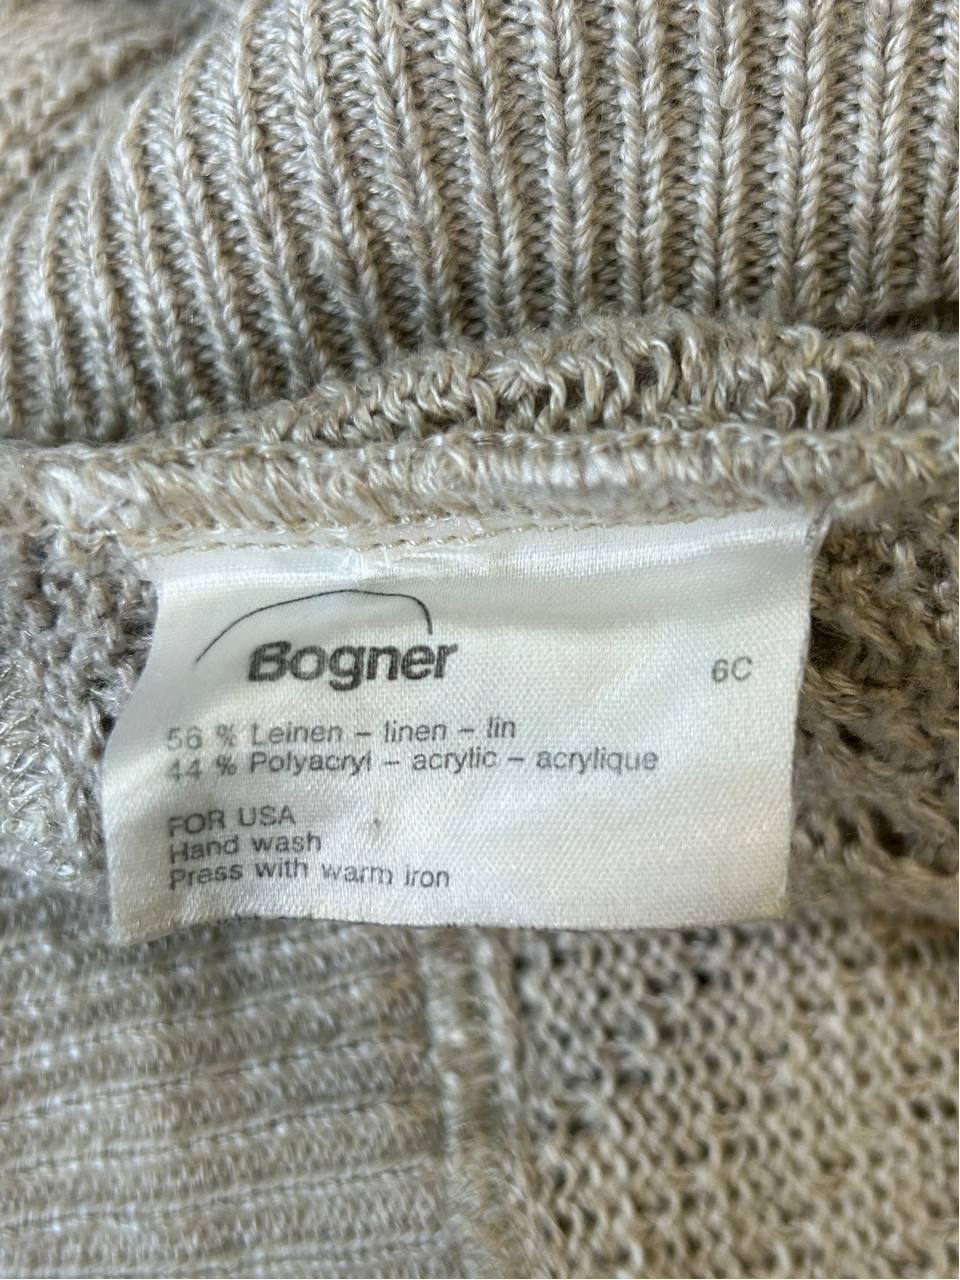 Bogner
6C
56 % Leinen – linen – lin
44 % Polyacryl – acrylic – acrylique
FOR USA
Hand wash
Press with warm iron